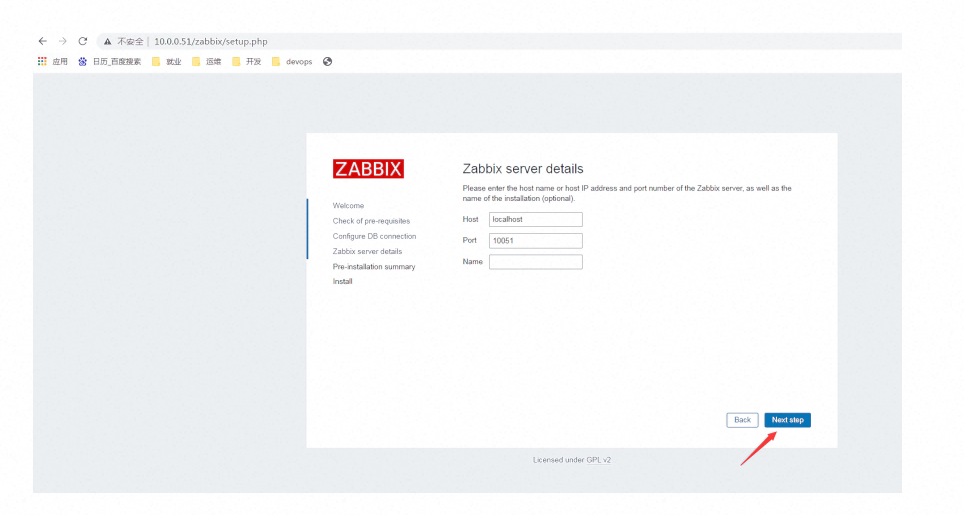 不安全 | 10.0.0.51/zabbix/setup.php
应用 日历_百度搜索 就业 运维 开发 devops
ZABBIX
Zabbix server details
Please enter the host name or host IP address and port number of the Zabbix server, as well as the
name of the installation (optional).
Welcome
Check of pre-requisites
Configure DB connection
Zabbix server details
Pre-installation summary
Install
Host localhost
Port 10051
Name
Back Next step
Licensed under GPL v2